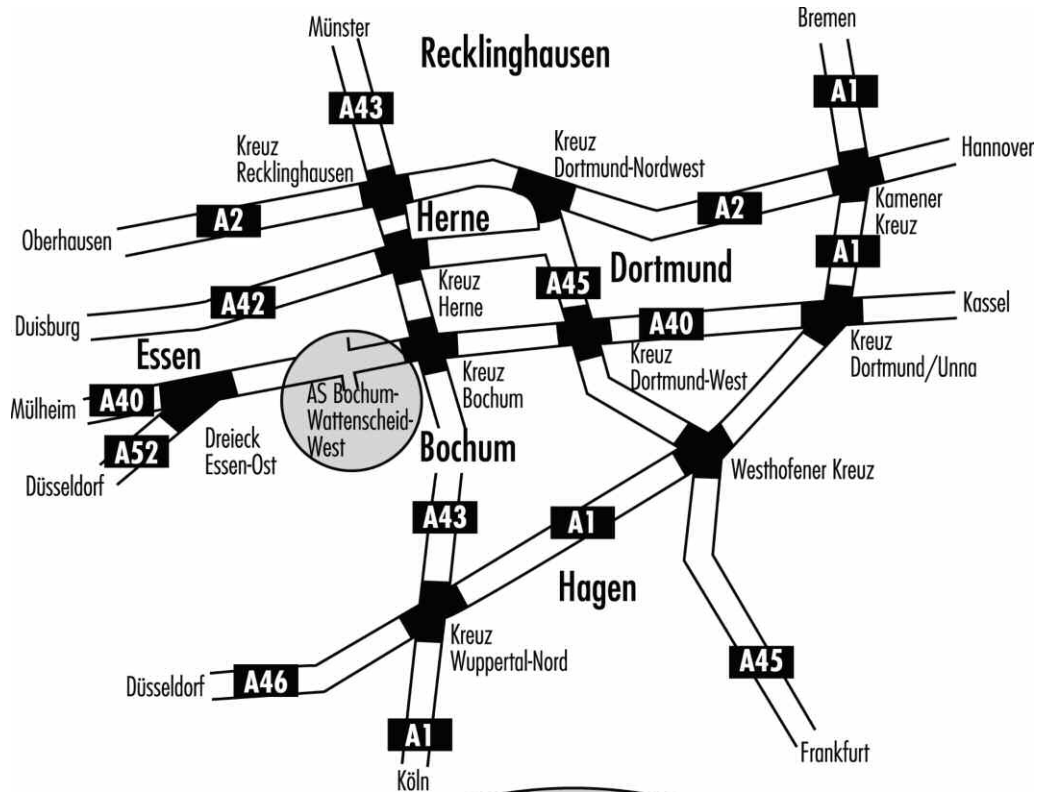 Bremen
Münster
Recklinghausen
A1
A43
Kreuz
Recklinghausen
Kreuz
Dortmund-Nordwest
Hannover
A2
A2
Kamener
Kreuz
Herne
Oberhausen
A1
Dortmund
Kreuz
Herne
A45
A42
Kassel
Duisburg
A40
Essen
Kreuz
Dortmund/Unna
Kreuz
Dortmund-West
Kreuz
Bochum
A40
Mülheim
AS Bochum-
Wattenscheid-
West
A52
Dreieck
Essen-Ost
Bochum
Düsseldorf
Westhofener Kreuz
A43
A1
Hagen
Kreuz
Wuppertal-Nord
A45
Düsseldorf
A46
A1
Frankfurt
Köln